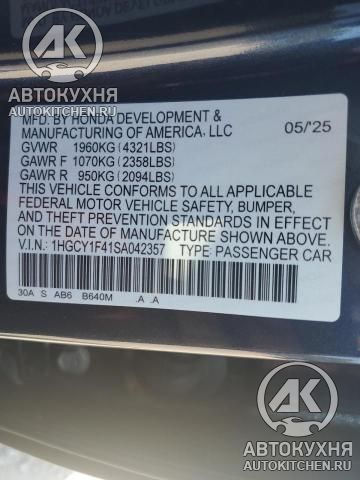 AK
АВТОКУХНЯ
AUTOKITCHEN.RU
MFD. BY HONDA DEVELOPMENT &
MANUFACTURING OF AMERICA, LLC 05/'25
GVWR 1960KG (4321LBS)
GAWR F 1070KG (2358LBS)
GAWR R 950KG (2094LBS)
THIS VEHICLE CONFORMS TO ALL APPLICABLE
FEDERAL MOTOR VEHICLE SAFETY, BUMPER,
AND THEFT PREVENTION STANDARDS IN EFFECT
ON THE DATE OF MANUFACTURE SHOWN ABOVE.
V.I.N.: 1HGCY1F41SA042357 TYPE: PASSENGER CAR
30A S AB6 B640M .A .A
AK
АВТОКУХНЯ
AUTOKITCHEN.RU